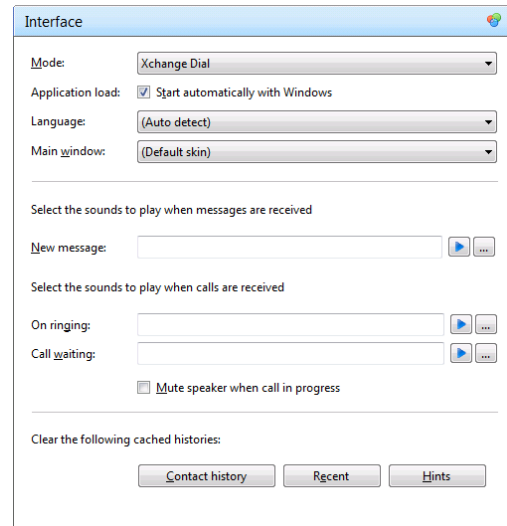 Interface
Mode: Xchange Dial
Application load: Start automatically with Windows
Language: (Auto detect)
Main window: (Default skin)
Select the sounds to play when messages are received
New message: ...
Select the sounds to play when calls are received
On ringing: ...
Call waiting: ...
Mute speaker when call in progress
Clear the following cached histories:
Contact history Recent Hints